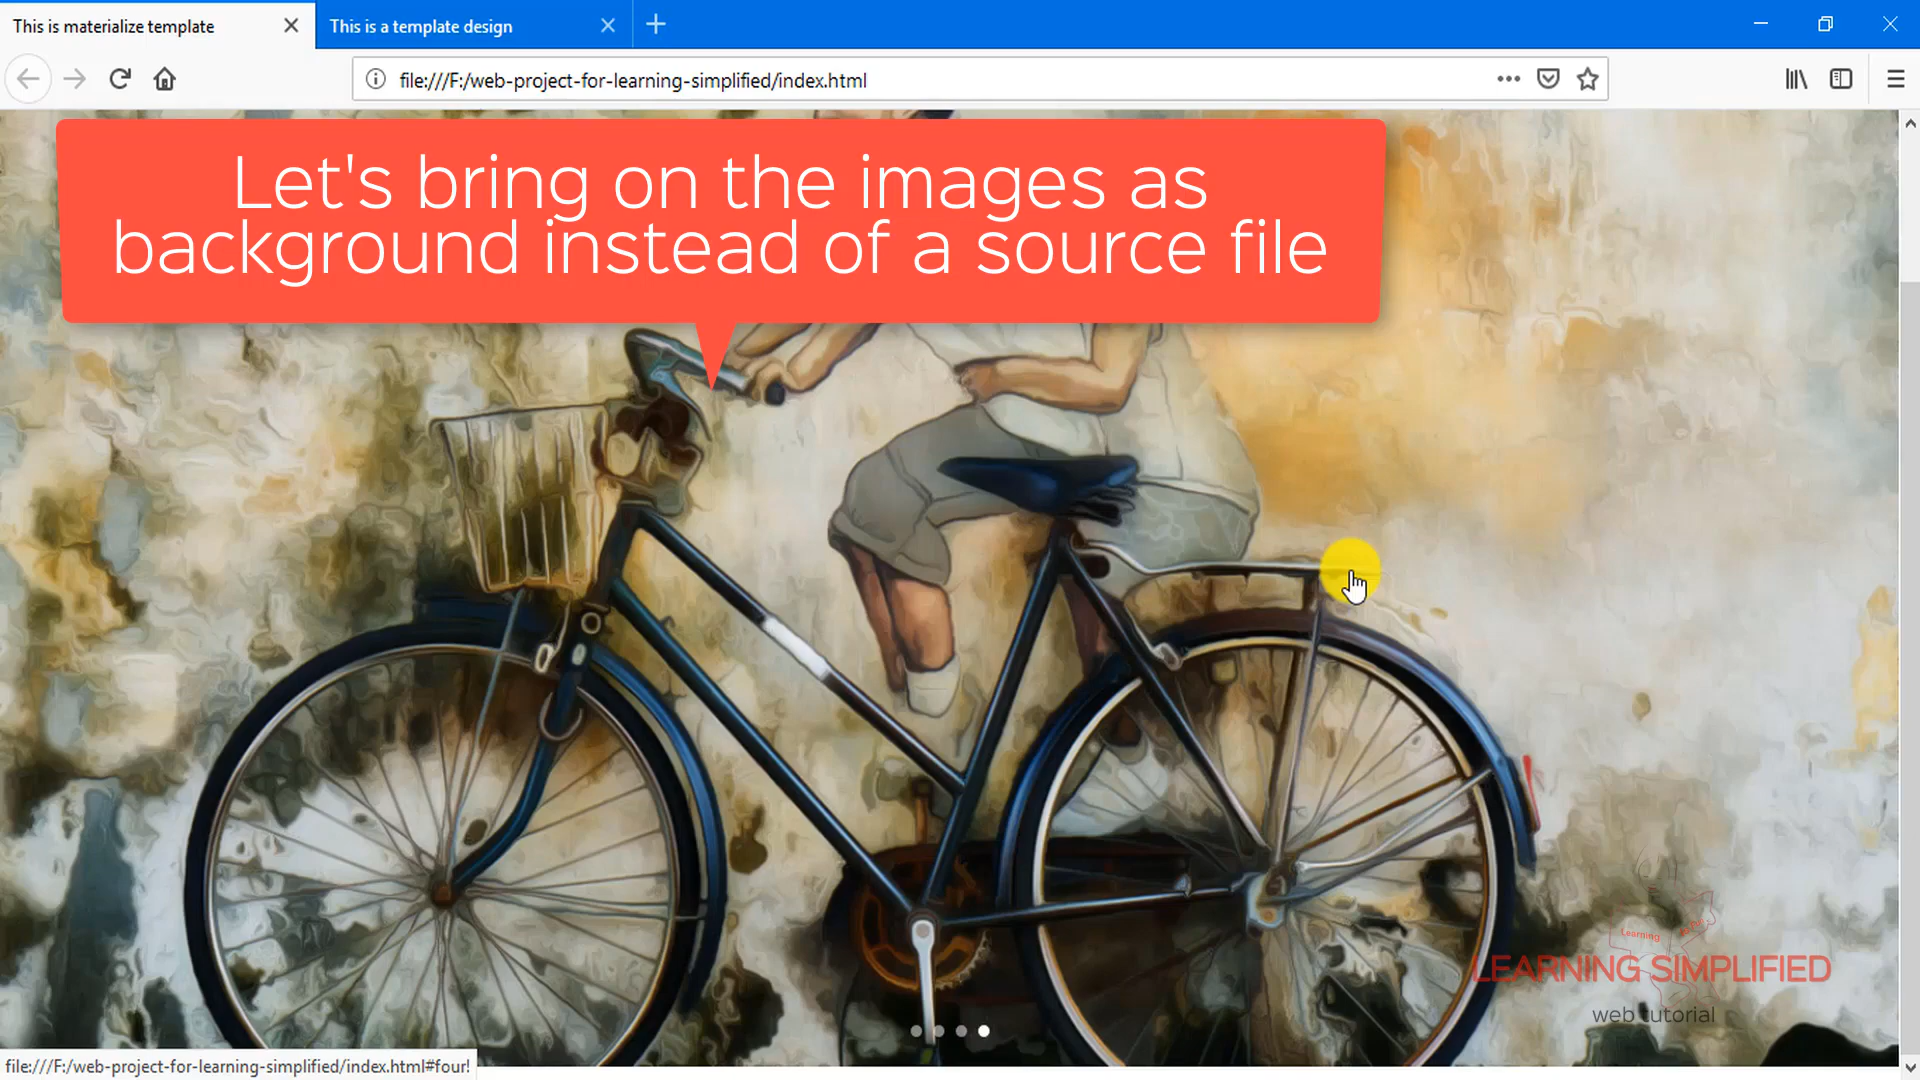 This is materialize template
This is a template design
file:///F:/web-project-for-learning-simplified/index.html
Let's bring on the images as
background instead of a source file
Learning
LEARNING SIMPLIFIED
web tutorial
file:///F:/web-project-for-learning-simplified/index.html#four!